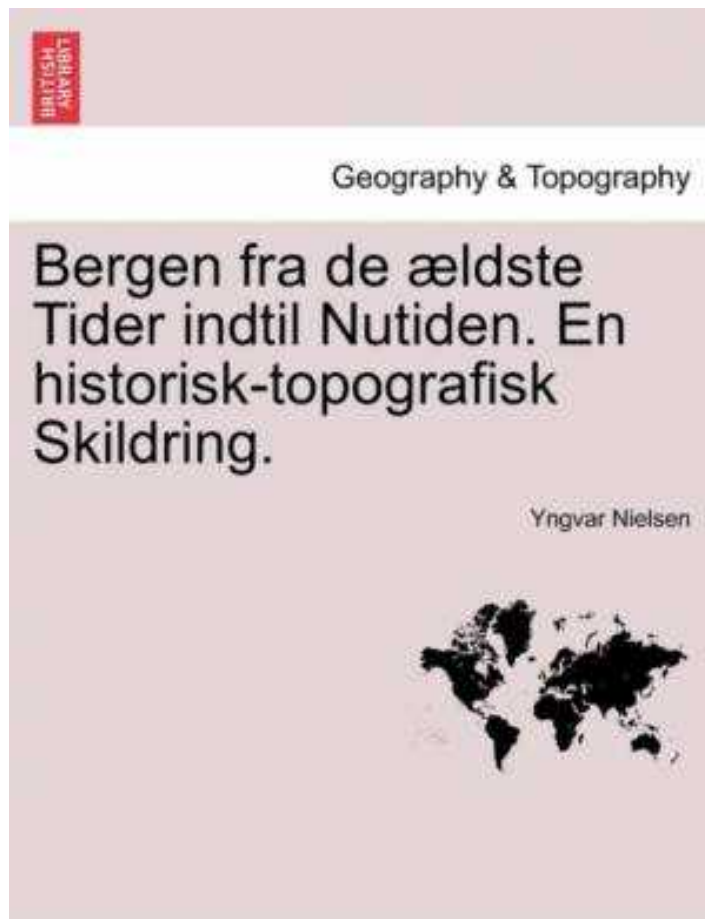 BRITISH
LIBRARY
Geography & Topography
Bergen fra de ældste
Tider indtil Nutiden. En
historisk-topografisk
Skildring.
Yngvar Nielsen